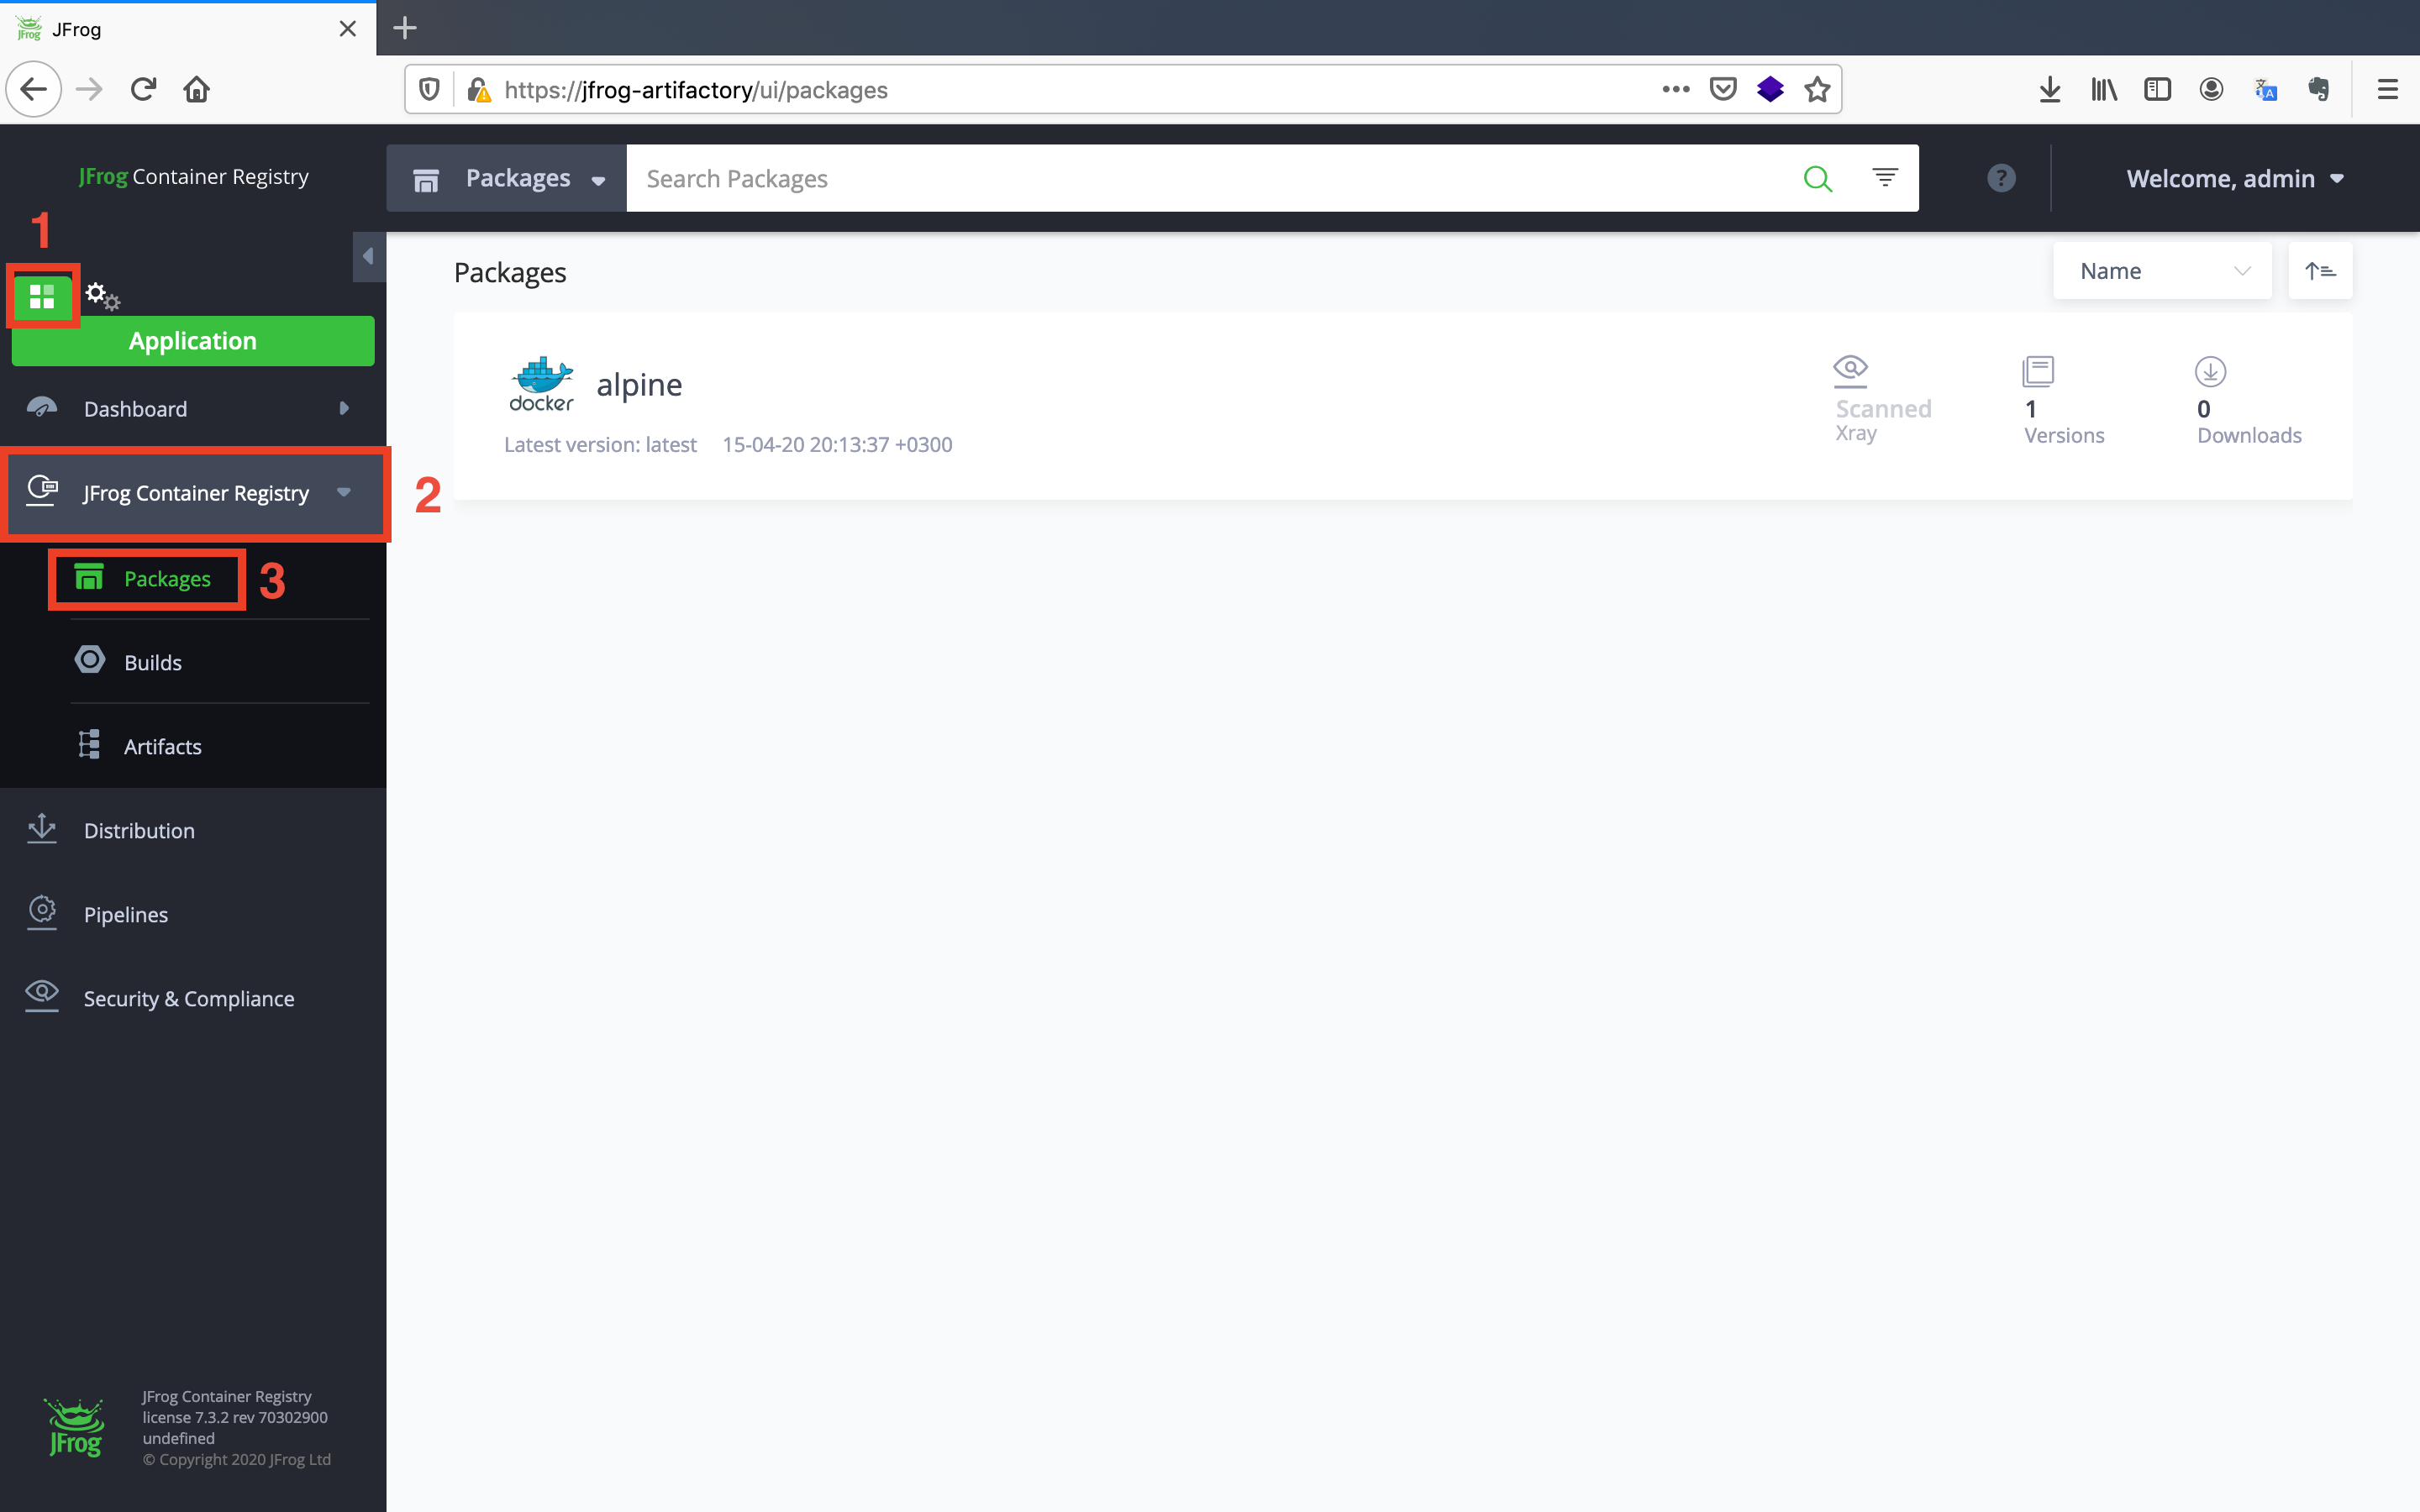 JFrog
https://jfrog-artifactory/ui/packages
JFrog Container Registry
Packages
Search Packages
?
Welcome, admin
1
Application
Dashboard
JFrog Container Registry
2
Packages
3
Builds
Artifacts
Distribution
Pipelines
Security & Compliance
JFrog
JFrog Container Registry
license 7.3.2 rev 70302900
undefined
© Copyright 2020 JFrog Ltd
Packages
Name
docker
alpine
Latest version: latest 15-04-20 20:13:37 +0300
Scanned
Xray
1
Versions
0
Downloads